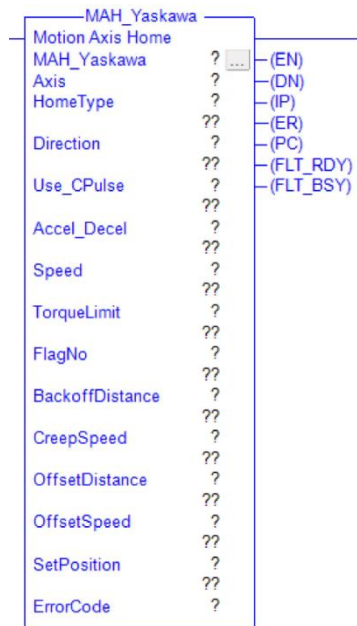 MAH_Yaskawa
Motion Axis Home
MAH_Yaskawa ? ... (EN)
Axis ? (DN)
HomeType ? (IP)
?? (ER)
Direction ? (PC)
?? (FLT_RDY)
Use_CPulse ? (FLT_BSY)
??
Accel_Decel ?
??
Speed ?
??
TorqueLimit ?
??
FlagNo ?
??
BackoffDistance ?
??
CreepSpeed ?
??
OffsetDistance ?
??
OffsetSpeed ?
??
SetPosition ?
??
ErrorCode ?